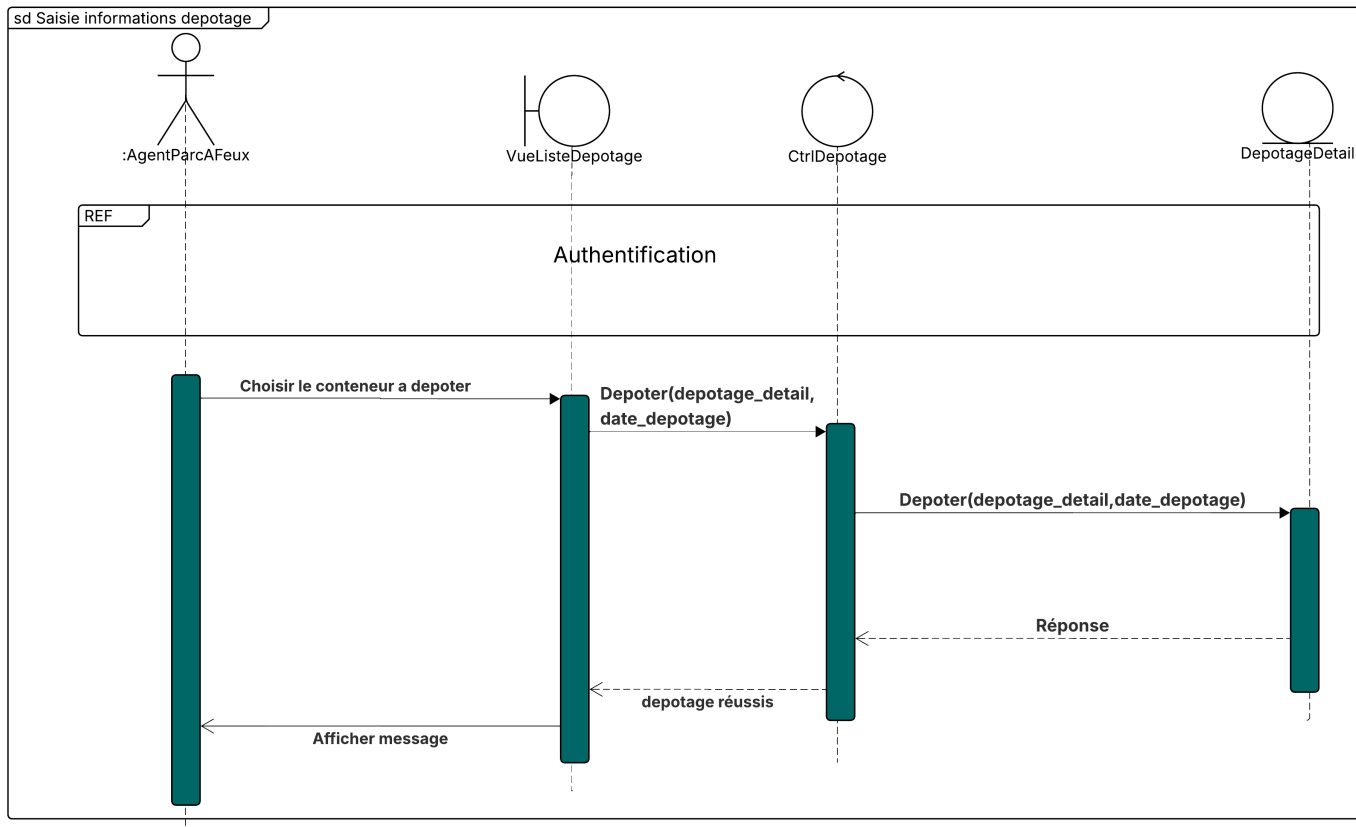 sd Saisie informations depotage
:AgentParcAFeux
VueListeDepotage
CtrlDepotage
DepotageDetail
REF
Authentification
Choisir le conteneur a depoter
Depoter(depotage_detail,
date_depotage)
Depoter(depotage_detail,date_depotage)
Réponse
depotage réussis
Afficher message